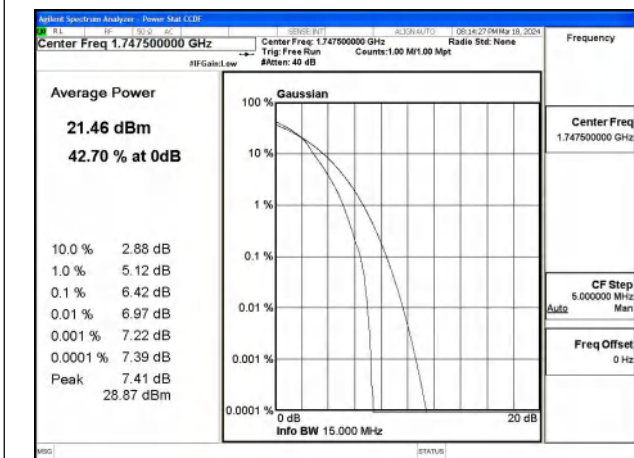 Agilent Spectrum Analyzer - Power Stat CCDF
RL RF 50 Ω AC SENSE:INT ALIGN AUTO 08:14:27 PM Mar 18, 2024
Center Freq 1.747500000 GHz
Center Freq: 1.747500000 GHz Radio Std: None
Trig: Free Run Counts:1.00 M/1.00 Mpt
#IFGain:Low #Atten: 40 dB
Frequency
Average Power
21.46 dBm
42.70 % at 0dB
10.0 % 2.88 dB
1.0 % 5.12 dB
0.1 % 6.42 dB
0.01 % 6.97 dB
0.001 % 7.22 dB
0.0001 % 7.39 dB
Peak 7.41 dB
28.87 dBm
Gaussian
100 %
10 %
1 %
0.1 %
0.01 %
0.001 %
0.0001 %
0 dB 20 dB
Info BW 15.000 MHz
Center Freq
1.747500000 GHz
CF Step
5.000000 MHz
Auto Man
Freq Offset
0 Hz
MSG STATUS